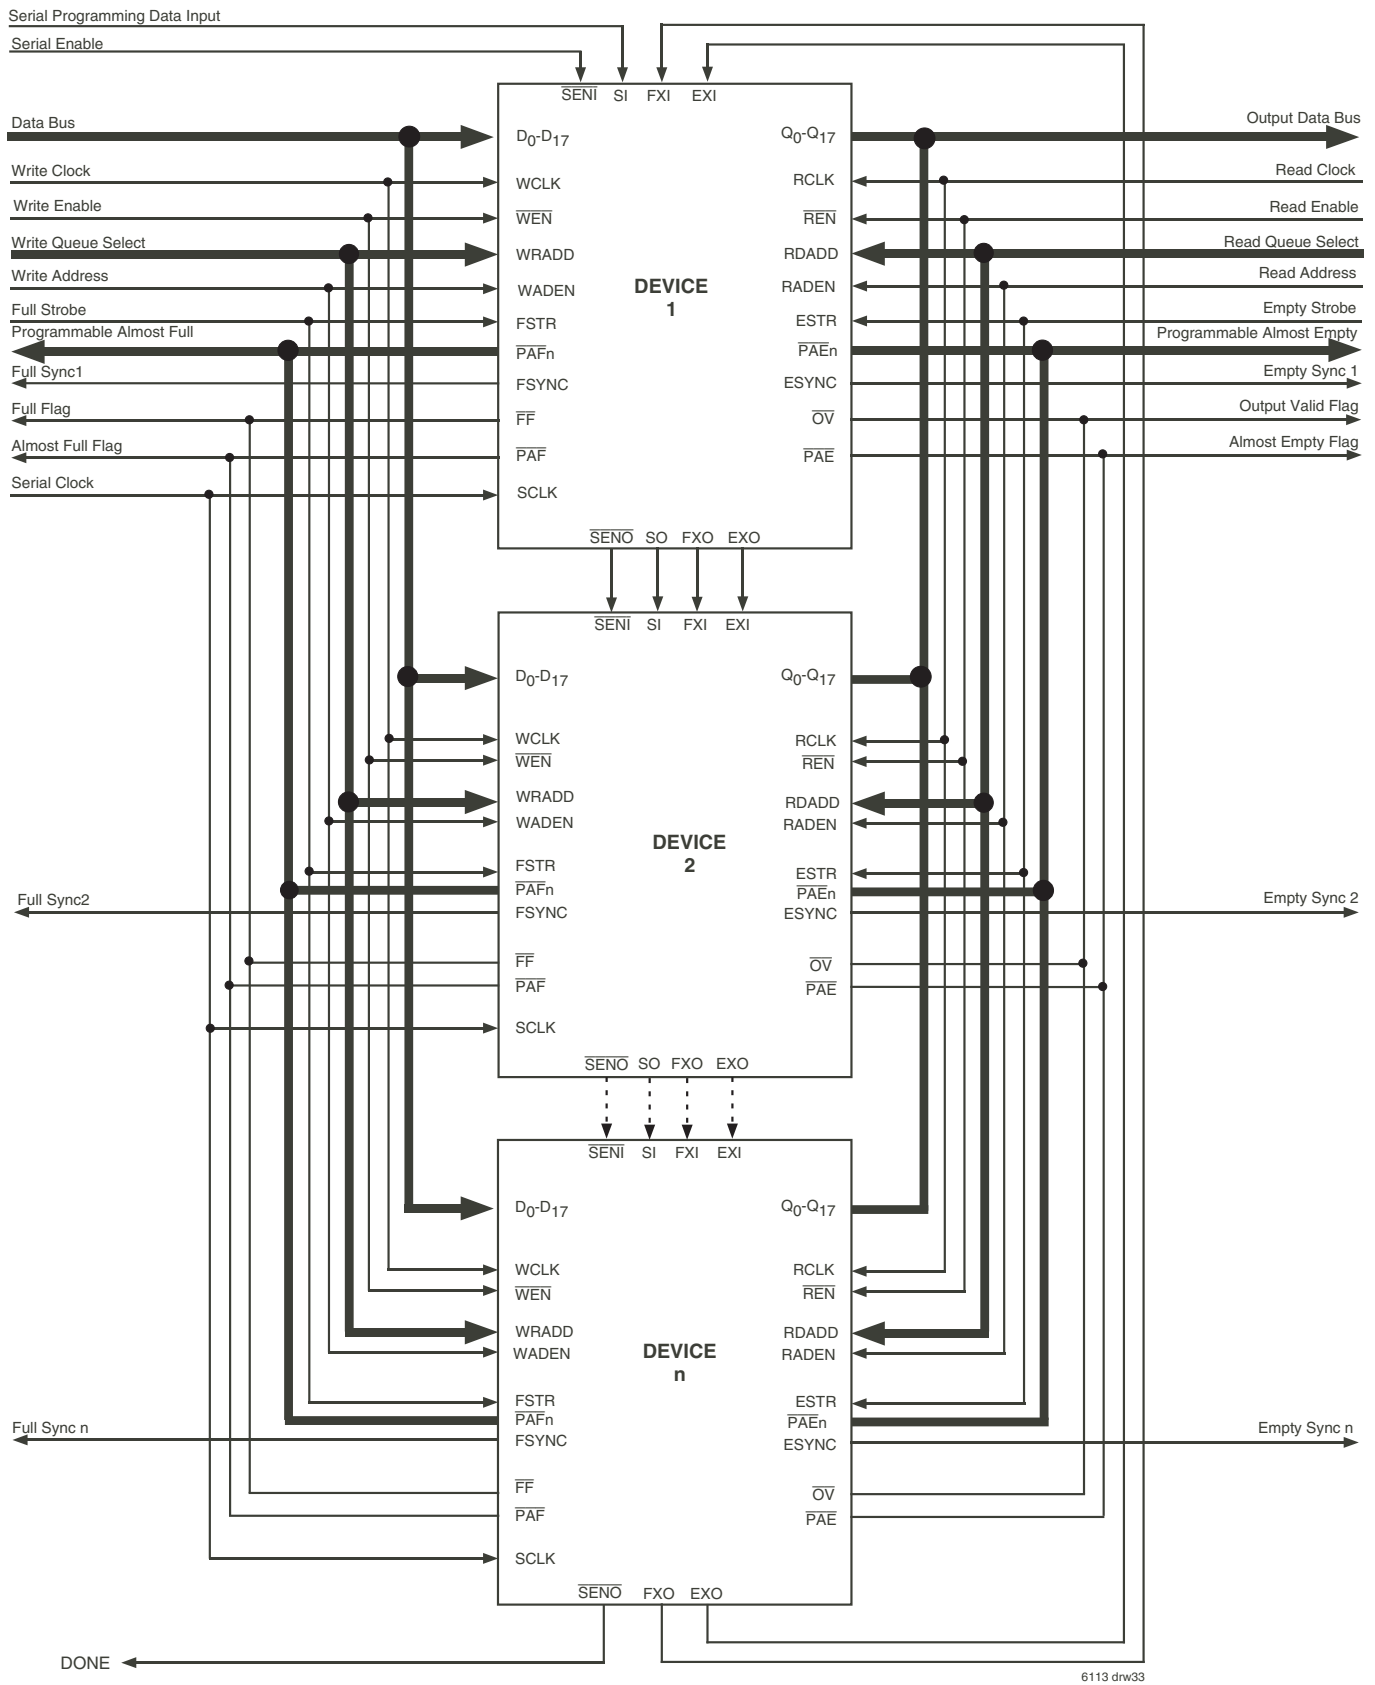 Serial Programming Data Input
Serial Enable
SENI SI FXI EXI
Data Bus
D0-D17
Q0-Q17
Output Data Bus
Write Clock
WCLK
RCLK
Read Clock
Write Enable
WEN
REN
Read Enable
Write Queue Select
WRADD
RDADD
Read Queue Select
Write Address
WADEN
RADEN
Read Address
DEVICE
1
Full Strobe
FSTR
ESTR
Empty Strobe
Programmable Almost Full
PAFn
PAEn
Programmable Almost Empty
Full Sync1
FSYNC
ESYNC
Empty Sync 1
Full Flag
FF
OV
Output Valid Flag
Almost Full Flag
PAF
PAE
Almost Empty Flag
Serial Clock
SCLK
SENO SO FXO EXO
SENI SI FXI EXI
D0-D17
Q0-Q17
WCLK
RCLK
WEN
REN
WRADD
RDADD
WADEN
RADEN
DEVICE
2
FSTR
ESTR
PAFn
PAEn
Full Sync2
FSYNC
ESYNC
Empty Sync 2
FF
OV
PAF
PAE
SCLK
SENO SO FXO EXO
SENI SI FXI EXI
D0-D17
Q0-Q17
WCLK
RCLK
WEN
REN
WRADD
RDADD
WADEN
RADEN
DEVICE
n
FSTR
ESTR
PAFn
PAEn
Full Sync n
FSYNC
ESYNC
Empty Sync n
FF
OV
PAF
PAE
SCLK
SENO FXO EXO
DONE
6113 drw33